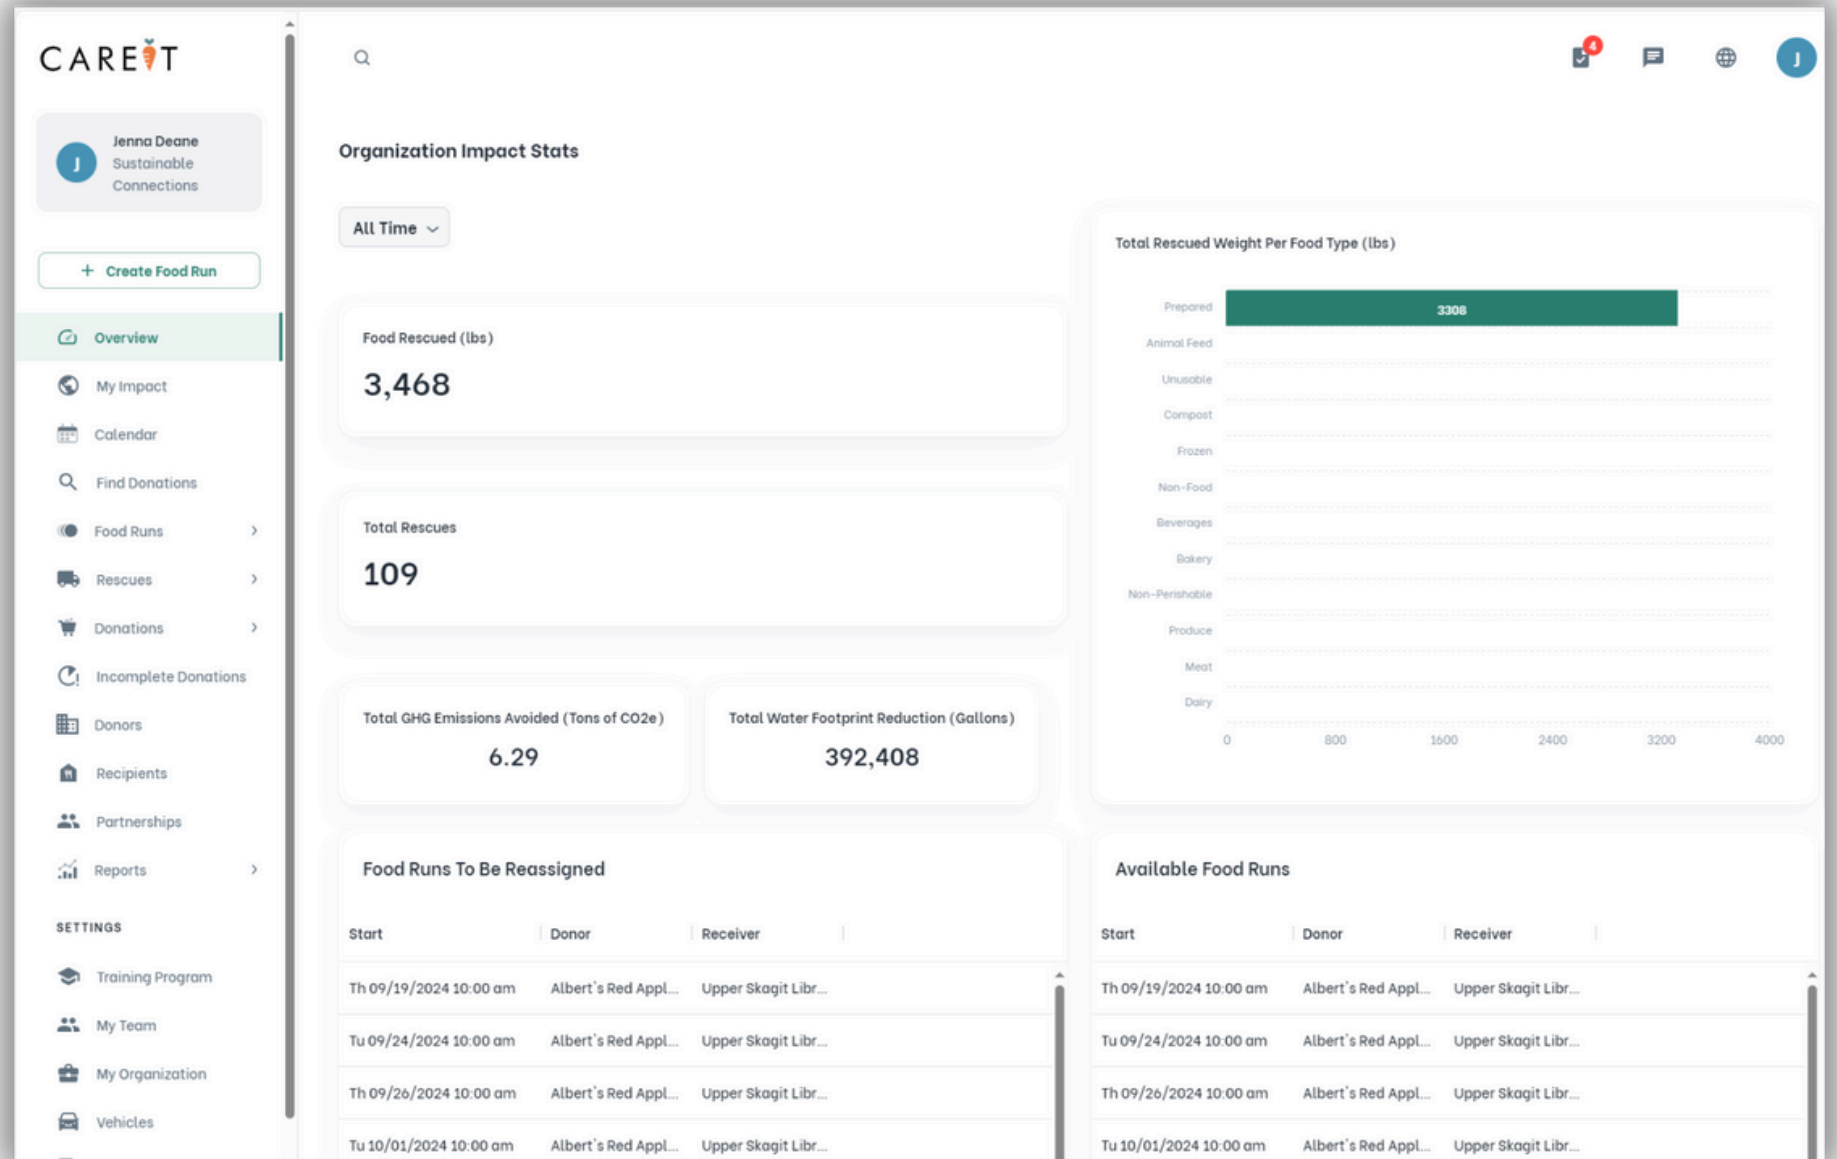 CAREIT
4
J
J
Jenna Deane
Sustainable
Connections
+ Create Food Run
Overview
My Impact
Calendar
Find Donations
Food Runs
Rescues
Donations
Incomplete Donations
Donors
Recipients
Partnerships
Reports
SETTINGS
Training Program
My Team
My Organization
Vehicles
Organization Impact Stats
All Time
Food Rescued (lbs)
3,468
Total Rescues
109
Total GHG Emissions Avoided (Tons of CO2e)
6.29
Total Water Footprint Reduction (Gallons)
392,408
Total Rescued Weight Per Food Type (lbs)
Prepared
3308
Animal Feed
Unusable
Compost
Frozen
Non-Food
Beverages
Bakery
Non-Perishable
Produce
Meat
Dairy
0 800 1600 2400 3200 4000
Food Runs To Be Reassigned
Start Donor Receiver
Th 09/19/2024 10:00 am Albert's Red Appl... Upper Skagit Libr...
Tu 09/24/2024 10:00 am Albert's Red Appl... Upper Skagit Libr...
Th 09/26/2024 10:00 am Albert's Red Appl... Upper Skagit Libr...
Tu 10/01/2024 10:00 am Albert's Red Appl... Upper Skagit Libr...
Available Food Runs
Start Donor Receiver
Th 09/19/2024 10:00 am Albert's Red Appl... Upper Skagit Libr...
Tu 09/24/2024 10:00 am Albert's Red Appl... Upper Skagit Libr...
Th 09/26/2024 10:00 am Albert's Red Appl... Upper Skagit Libr...
Tu 10/01/2024 10:00 am Albert's Red Appl... Upper Skagit Libr...